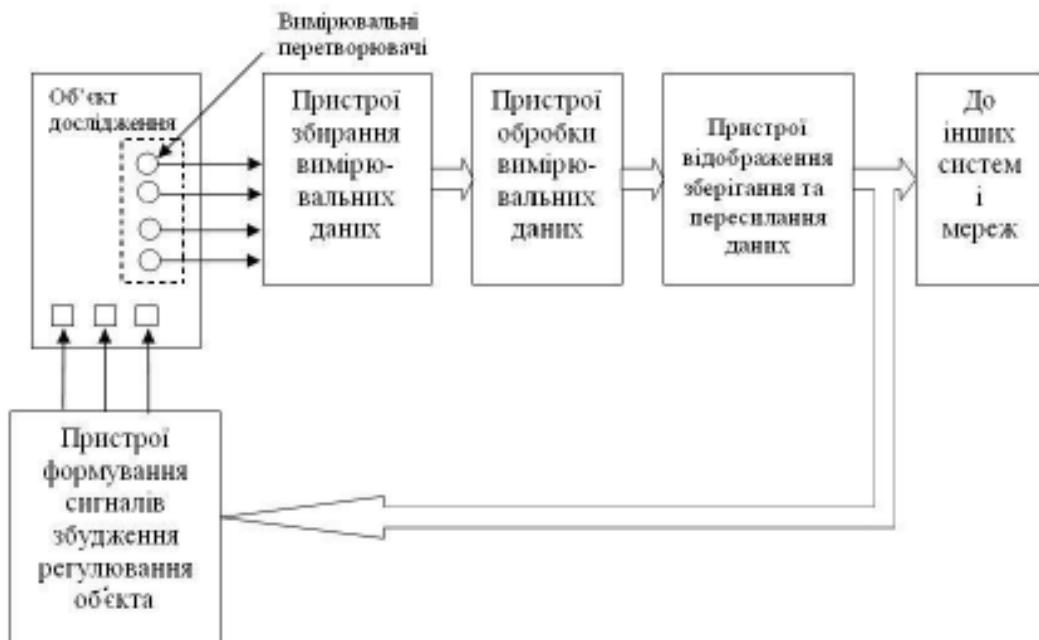 Вимірювальні
перетворювачі
Об’єкт
дослідження
Пристрої
збирання
вимірю-
вальних
даних
Пристрої
обробки
вимірю-
вальних
даних
Пристрої
відображення
зберігання та
пересилання
даних
До
інших
систем
і
мереж
Пристрої
формування
сигналів
збудження
регулювання
об'єкта